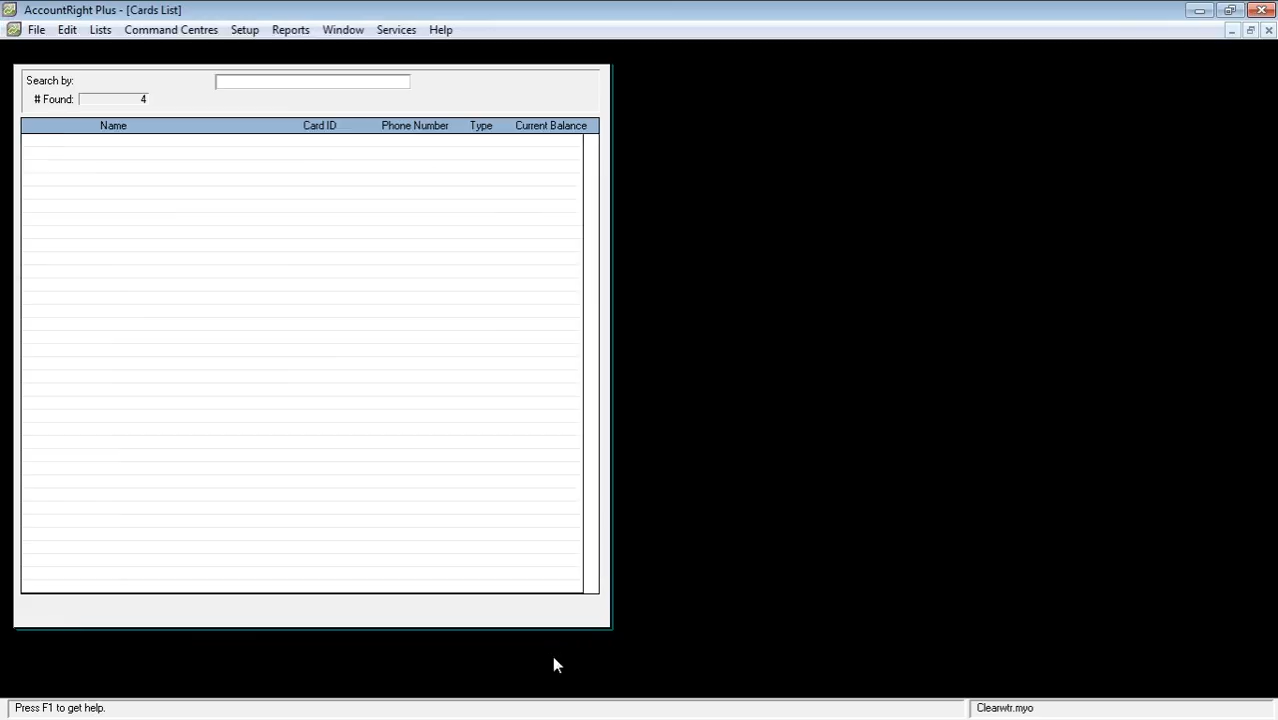 AccountRight Plus - [Cards List]
File Edit Lists Command Centres Setup Reports Window Services Help
Search by:
# Found: 4
Name Card ID Phone Number Type Current Balance
Press F1 to get help. Clearwtr.myo